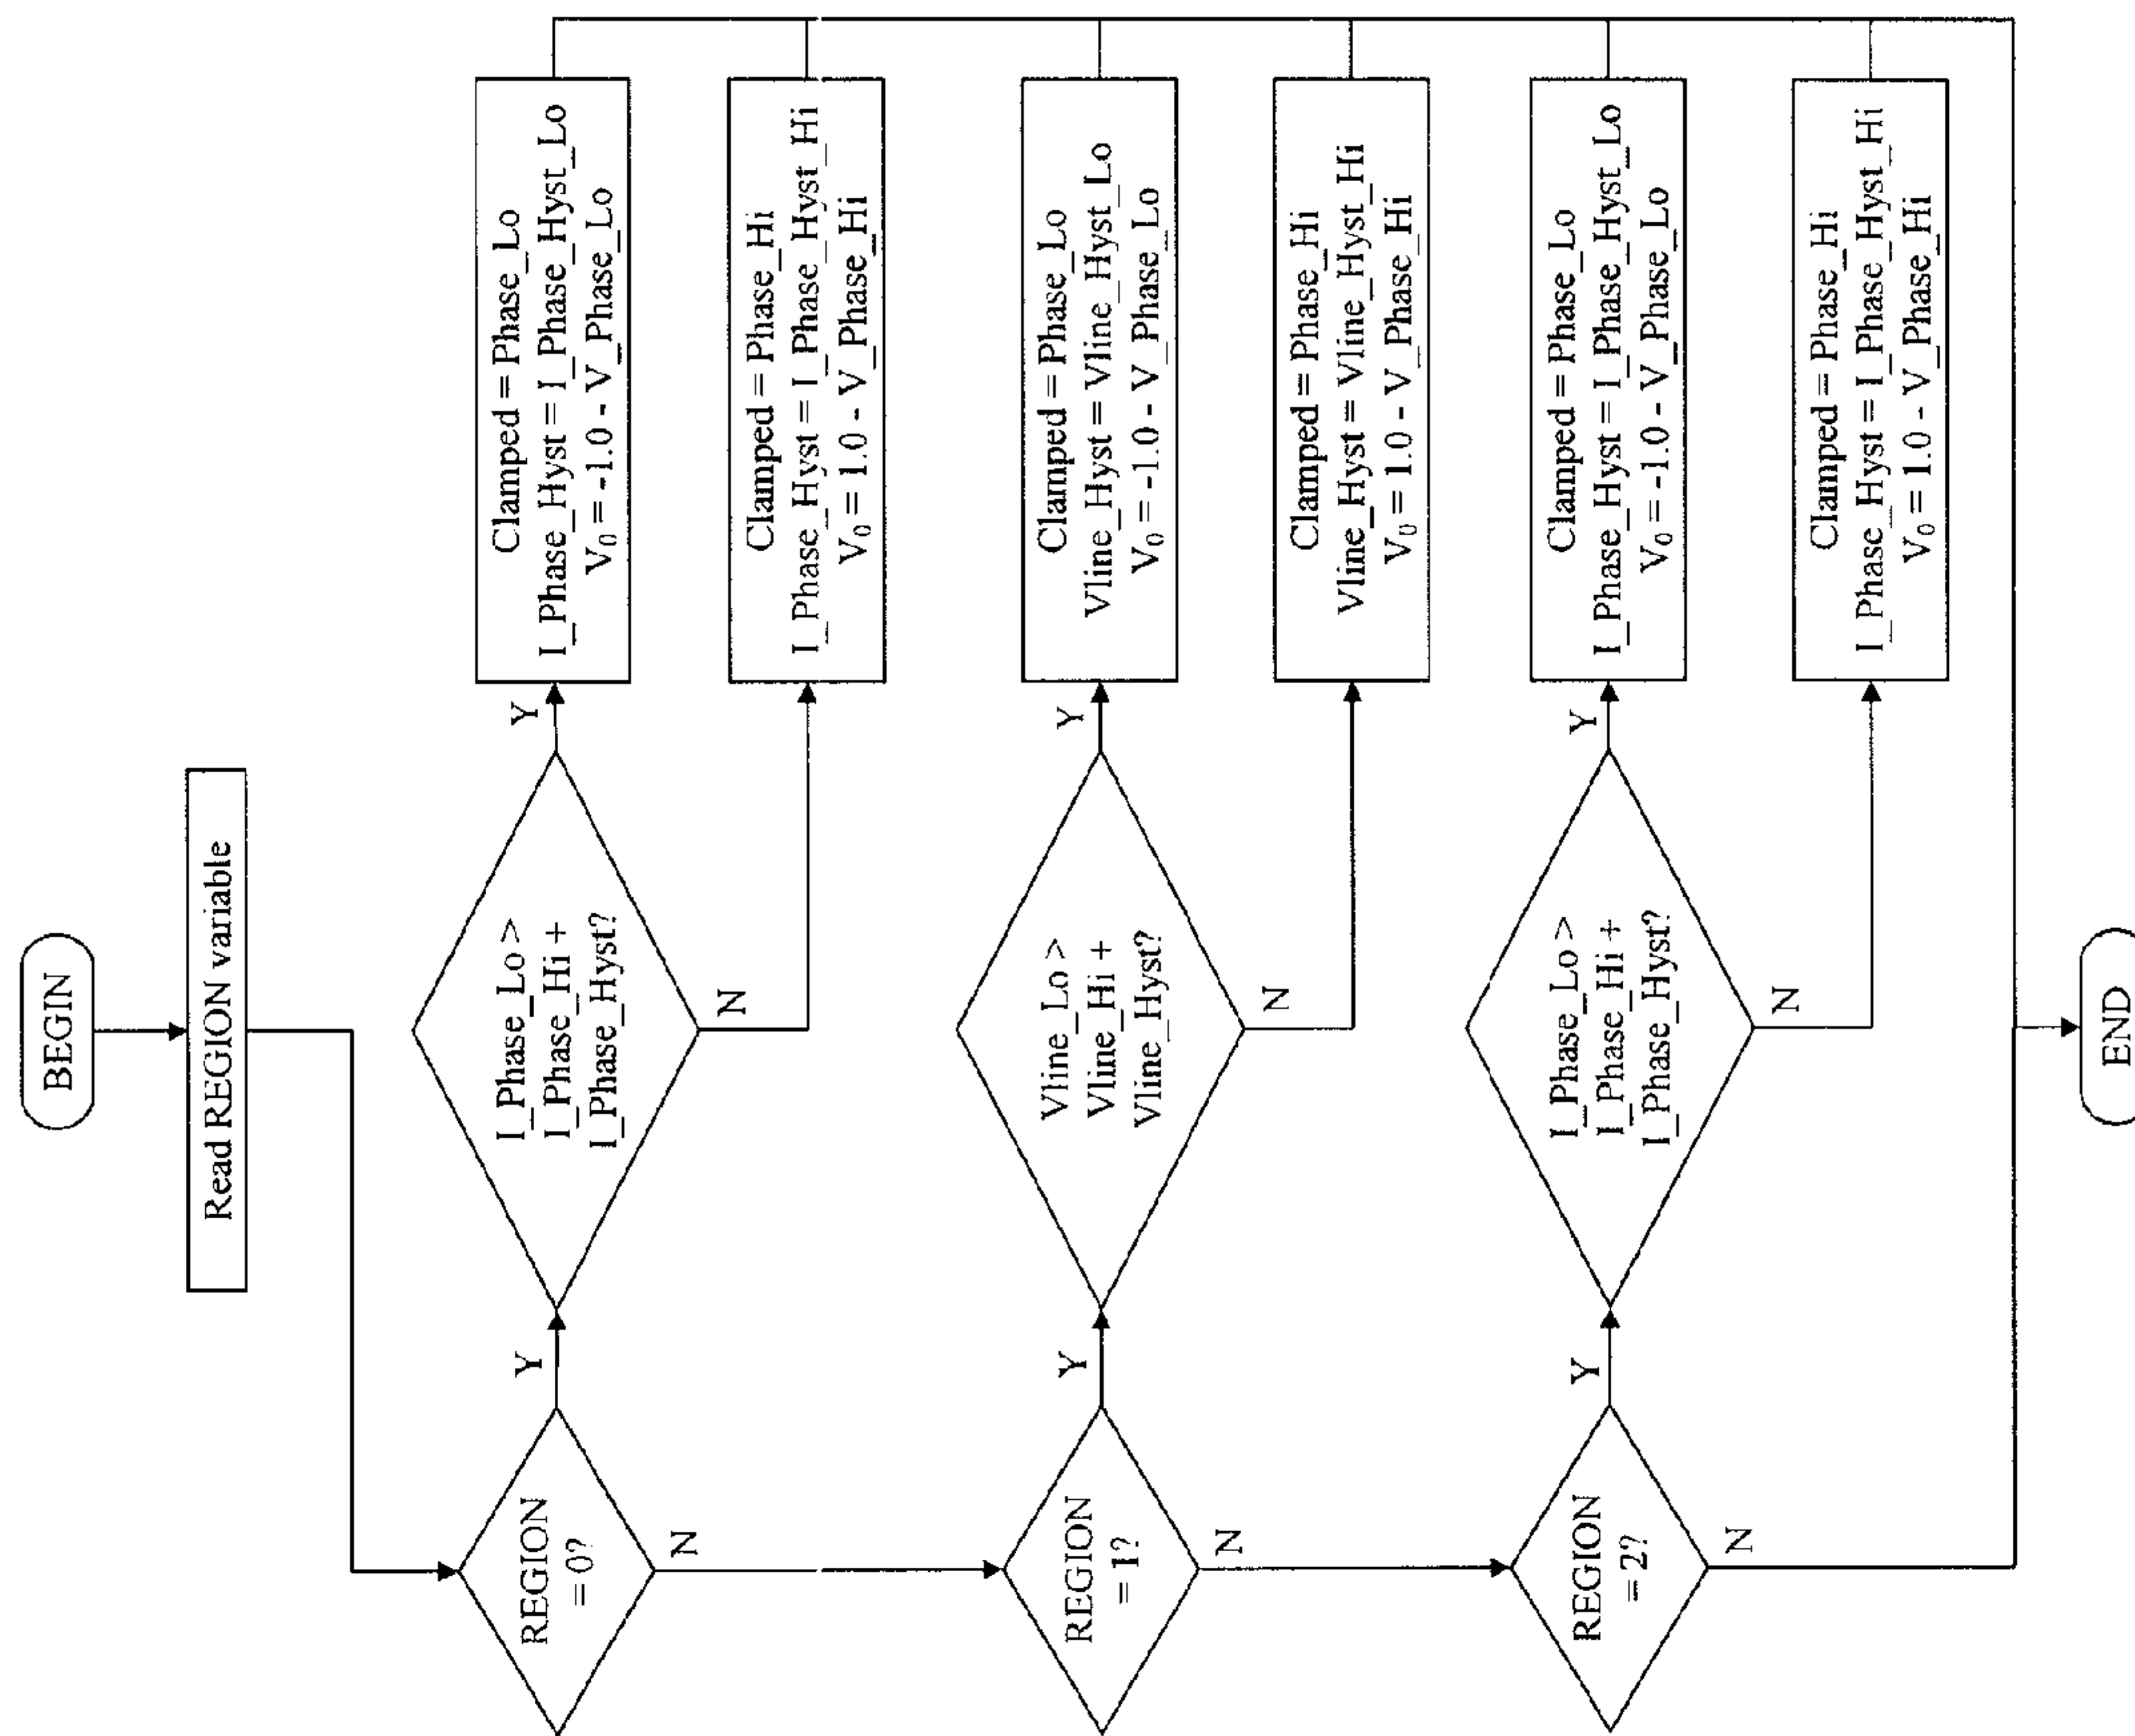 BEGIN
Read REGION variable
REGION
= 0?
Y
N
I_Phase_Lo >
I_Phase_Hi +
I_Phase_Hyst?
Y
N
Clamped = Phase_Lo
I_Phase_Hyst = I_Phase_Hyst_Lo
V₀ = -1.0 - V_Phase_Lo
Clamped = Phase_Hi
I_Phase_Hyst = I_Phase_Hyst_Hi
V₀ = 1.0 - V_Phase_Hi
REGION
= 1?
Y
N
Vline_Lo >
Vline_Hi +
Vline_Hyst?
Y
N
Clamped = Phase_Lo
Vline_Hyst = Vline_Hyst_Lo
V₀ = -1.0 - V_Phase_Lo
Clamped = Phase_Hi
Vline_Hyst = Vline_Hyst_Hi
V₀ = 1.0 - V_Phase_Hi
REGION
= 2?
Y
N
I_Phase_Lo >
I_Phase_Hi +
I_Phase_Hyst?
Y
N
Clamped = Phase_Lo
I_Phase_Hyst = I_Phase_Hyst_Lo
V₀ = -1.0 - V_Phase_Lo
Clamped = Phase_Hi
I_Phase_Hyst = I_Phase_Hyst_Hi
V₀ = 1.0 - V_Phase_Hi
END